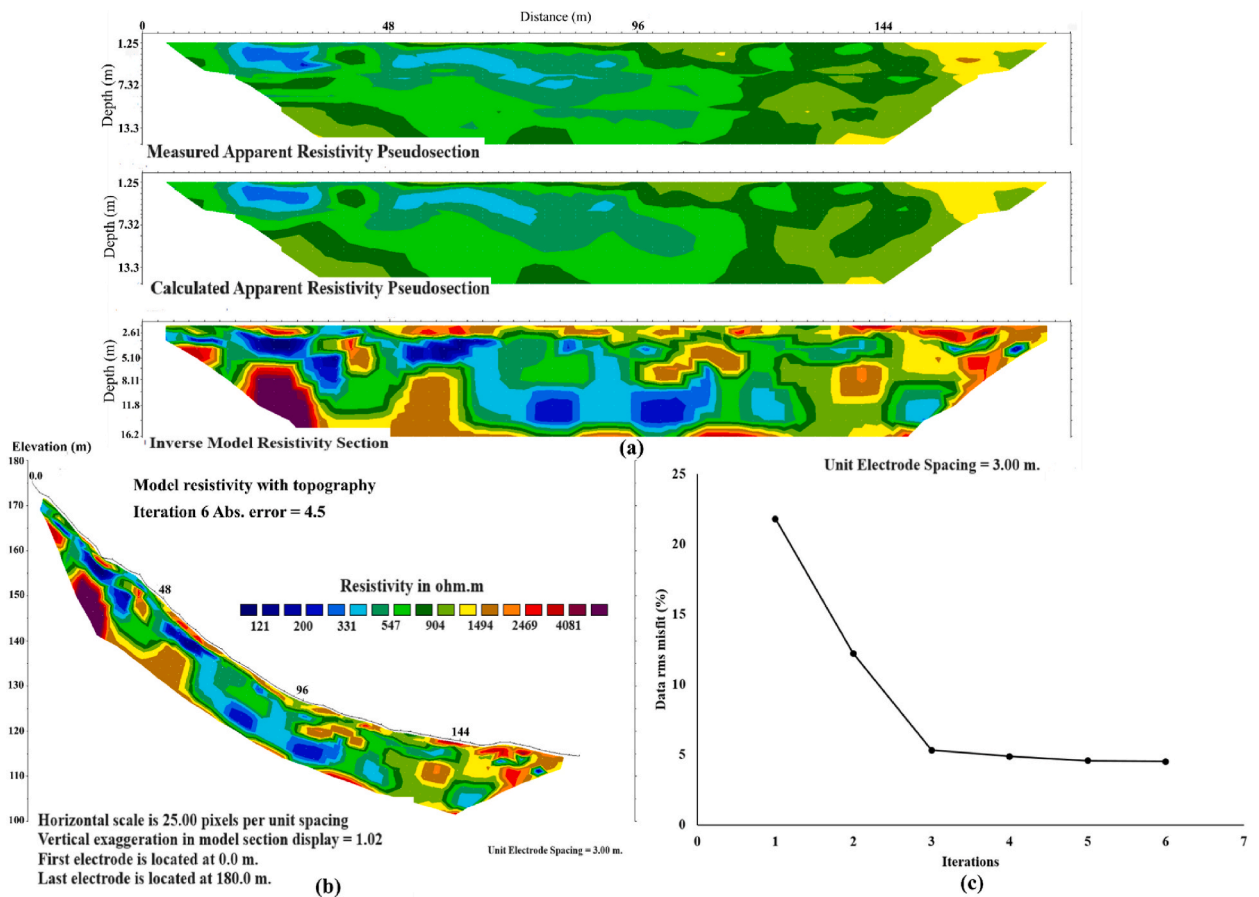 Distance (m)
0 48 96 144
Depth (m)
1.25
7.32
13.3
Measured Apparent Resistivity Pseudosection
Depth (m)
1.25
7.32
13.3
Calculated Apparent Resistivity Pseudosection
Depth (m)
2.61
5.10
8.11
11.8
16.2
Inverse Model Resistivity Section
(a)
Unit Electrode Spacing = 3.00 m.
Elevation (m)
180
170
160
150
140
130
120
110
100
0.0
48
96
144
Model resistivity with topography
Iteration 6 Abs. error = 4.5
Resistivity in ohm.m
121 200 331 547 904 1494 2469 4081
Horizontal scale is 25.00 pixels per unit spacing
Vertical exaggeration in model section display = 1.02
First electrode is located at 0.0 m.
Last electrode is located at 180.0 m.
Unit Electrode Spacing = 3.00 m.
(b)
Data rms misfit (%)
25
20
15
10
5
0
0 1 2 3 4 5 6 7
Iterations
(c)